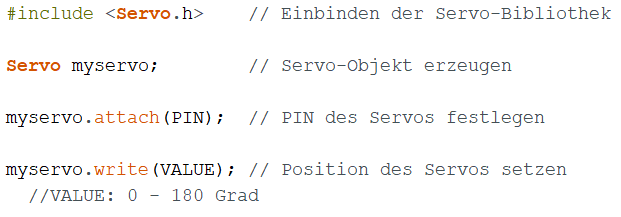 #include <Servo.h>    // Einbinden der Servo-Bibliothek
Servo myservo;        // Servo-Objekt erzeugen
myservo.attach(PIN);  // PIN des Servos festlegen
myservo.write(VALUE); // Position des Servos setzen
  //VALUE: 0 - 180 Grad